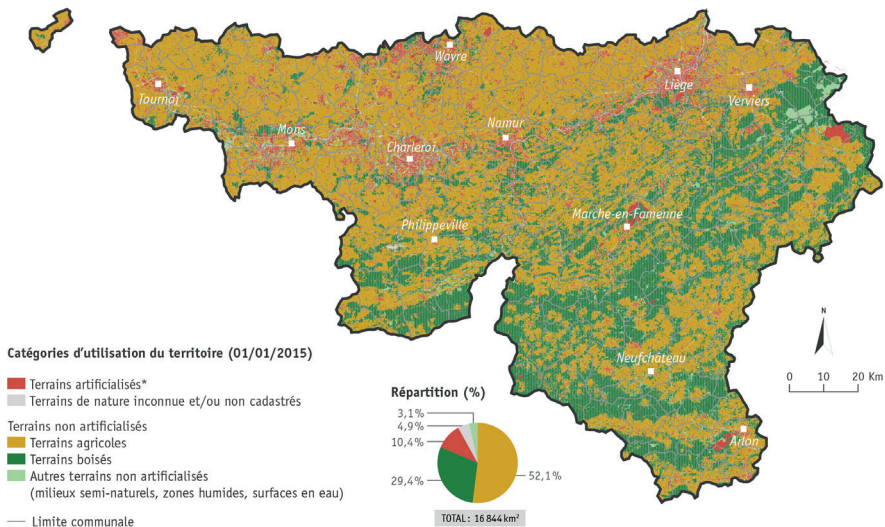 Wavre
Tournai
Liège
Verviers
Mons
Namur
Charleroi
Marche-en-Famenne
Philippeville
Neufchâteau
Arlon
N
0 10 20 Km
Catégories d'utilisation du territoire (01/01/2015)
Terrains artificialisés*
Terrains de nature inconnue et/ou non cadastrés
Terrains non artificialisés
Terrains agricoles
Terrains boisés
Autres terrains non artificialisés
(milieux semi-naturels, zones humides, surfaces en eau)
Limite communale
Répartition (%)
3,1%
4,9%
10,4%
29,4%
52,1%
TOTAL : 16 844 km²